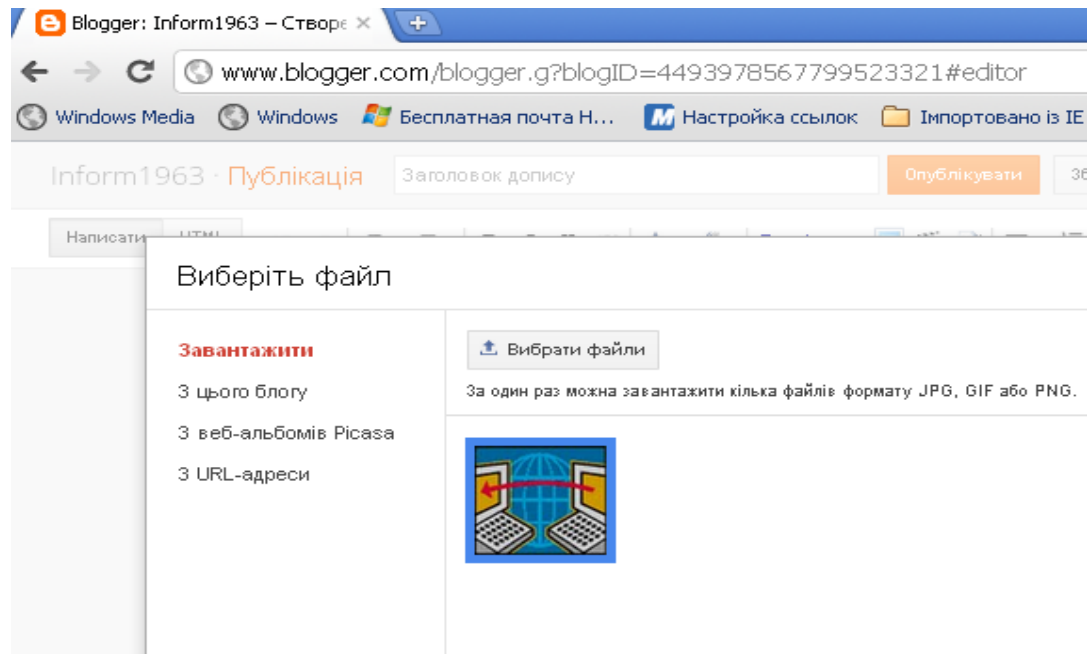 Blogger: Inform1963 – Створе
www.blogger.com/blogger.g?blogID=4493978567799523321#editor
Windows Media Windows Бесплатная почта H... Настройка ссылок Імпортовано із IE
Inform1963 · Публікація Заголовок допису Опублікувати Зб
Написати HTML
Виберіть файл
Завантажити
Вибрати файли
З цього блогу
За один раз можна завантажити кілька файлів формату JPG, GIF або PNG.
З веб-альбомів Picasa
З URL-адреси